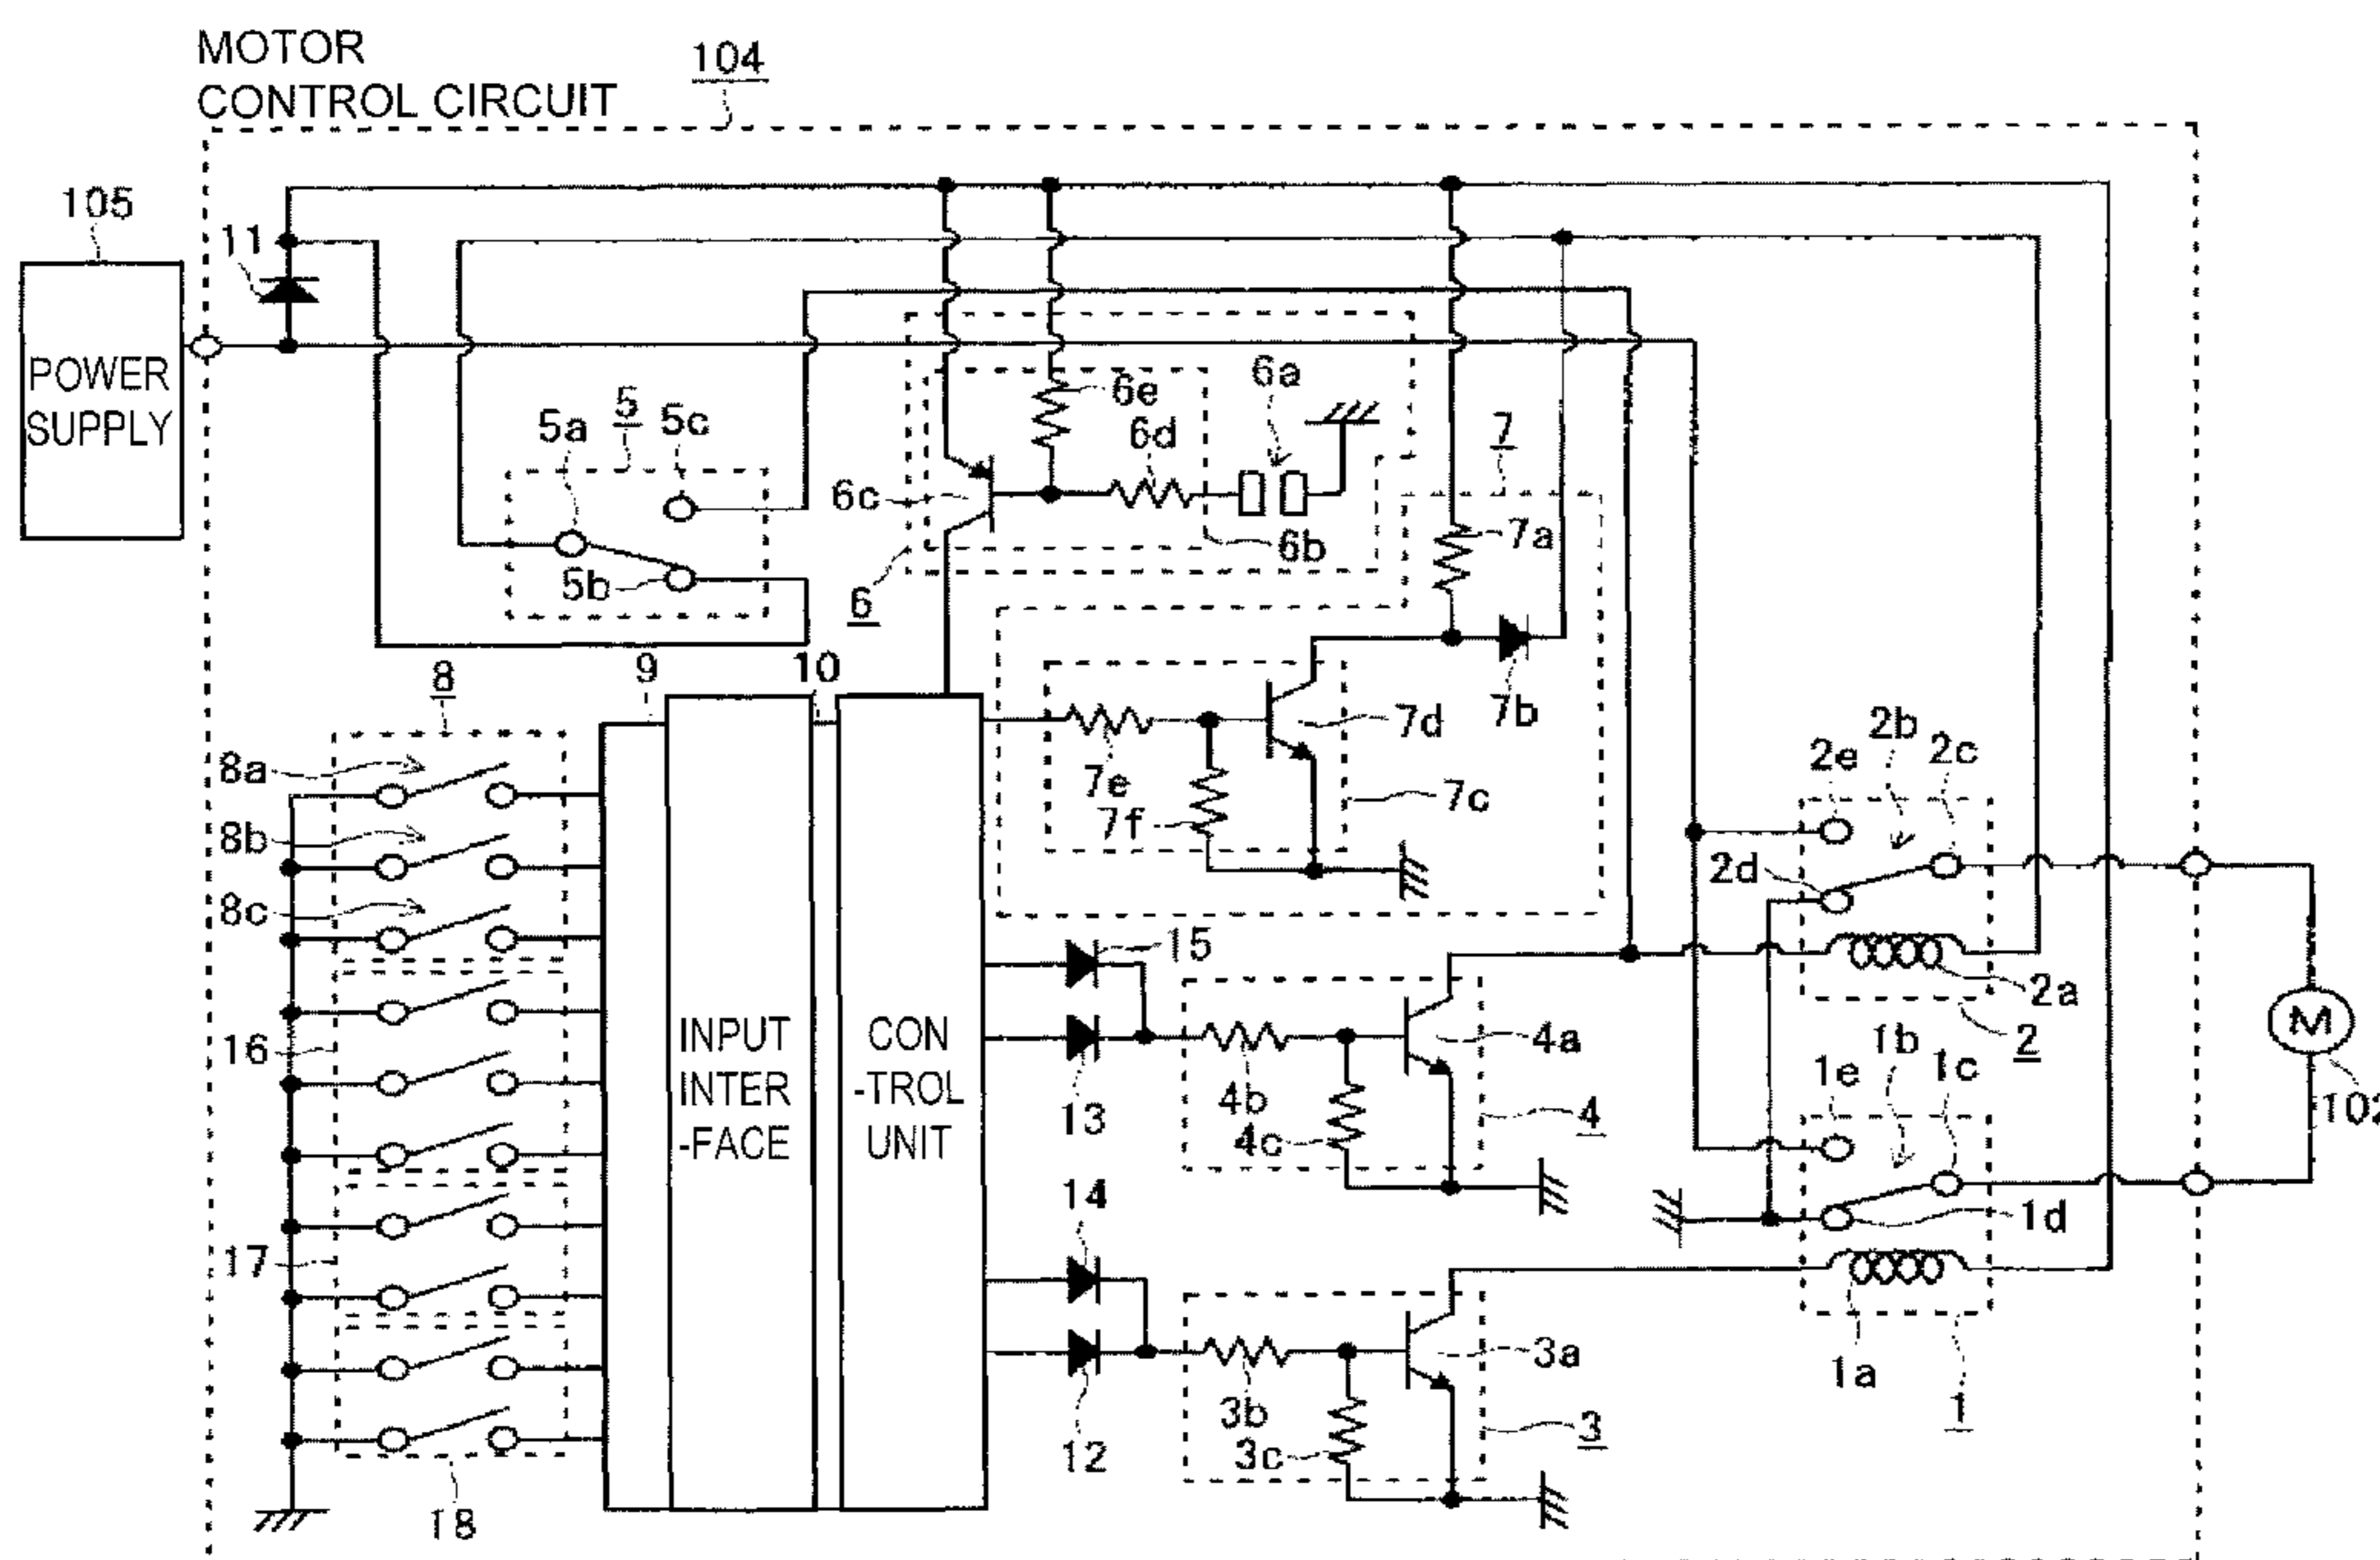 MOTOR
CONTROL CIRCUIT
104
105
11
POWER
SUPPLY
5
5a
5c
5b
6e
6a
6d
6c
6b
6
7
7a
7b
7d
7e
7f
7c
8
9
10
8a
8b
8c
16
17
18
INPUT
INTER
-FACE
CON
-TROL
UNIT
15
13
14
12
4a
4b
4c
4
3a
3b
3c
3
2e
2b
2c
2d
2a
2
1e
1b
1c
1d
1a
1
M
102